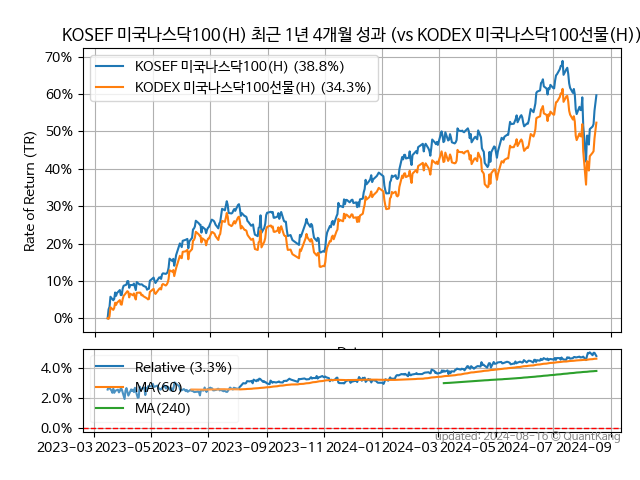 KOSEF 미국나스닥100(H) 최근 1년 4개월 성과 (vs KODEX 미국나스닥100선물(H))
70%
60%
50%
40%
30%
20%
10%
0%
Rate of Return (TR)
KOSEF 미국나스닥100(H) (38.8%)
KODEX 미국나스닥100선물(H) (34.3%)
4.0%
2.0%
0.0%
Relative (3.3%)
MA(60)
MA(240)
2023-03 2023-05 2023-07 2023-09 2023-11 2024-01 2024-03 2024-05 2024-07 2024-09
updated: 2024-08-16 © QuantKang